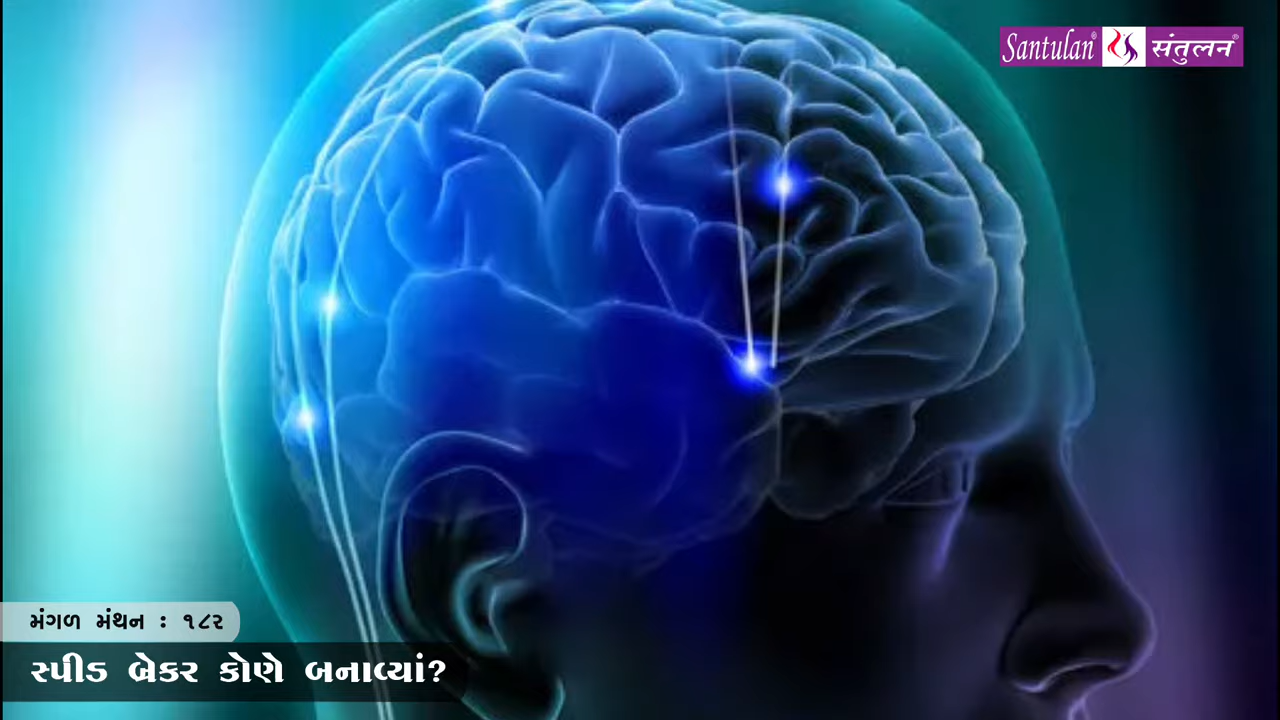 Santulan® संतुलन®
મંગળ મંથન : ૧૮૨
સ્પીડ બ્રેકર કોણે બનાવ્યાં?